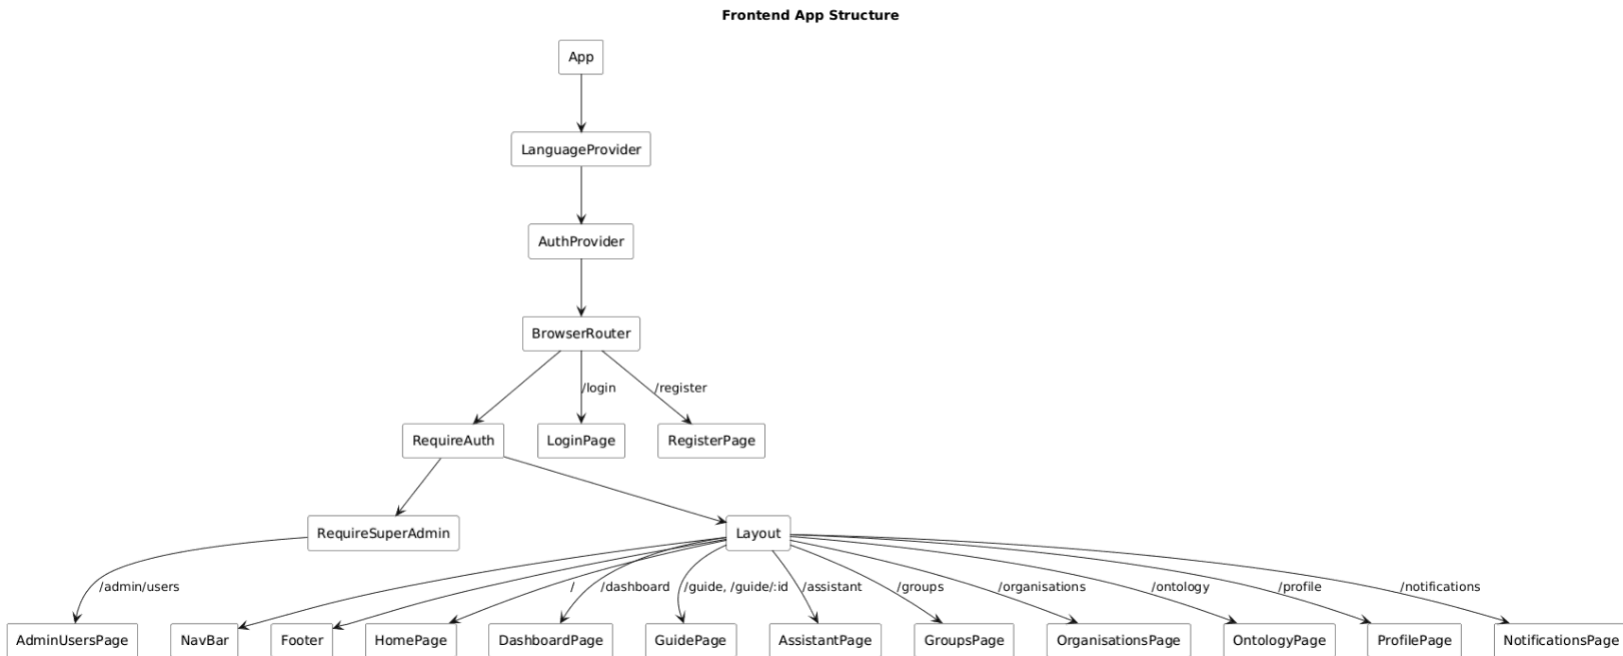 Frontend App Structure
App
LanguageProvider
AuthProvider
BrowserRouter
/login
/register
RequireAuth
LoginPage
RegisterPage
RequireSuperAdmin
Layout
/admin/users
/
/dashboard
/guide, /guide/:id
/assistant
/groups
/organisations
/ontology
/profile
/notifications
AdminUsersPage
NavBar
Footer
HomePage
DashboardPage
GuidePage
AssistantPage
GroupsPage
OrganisationsPage
OntologyPage
ProfilePage
NotificationsPage